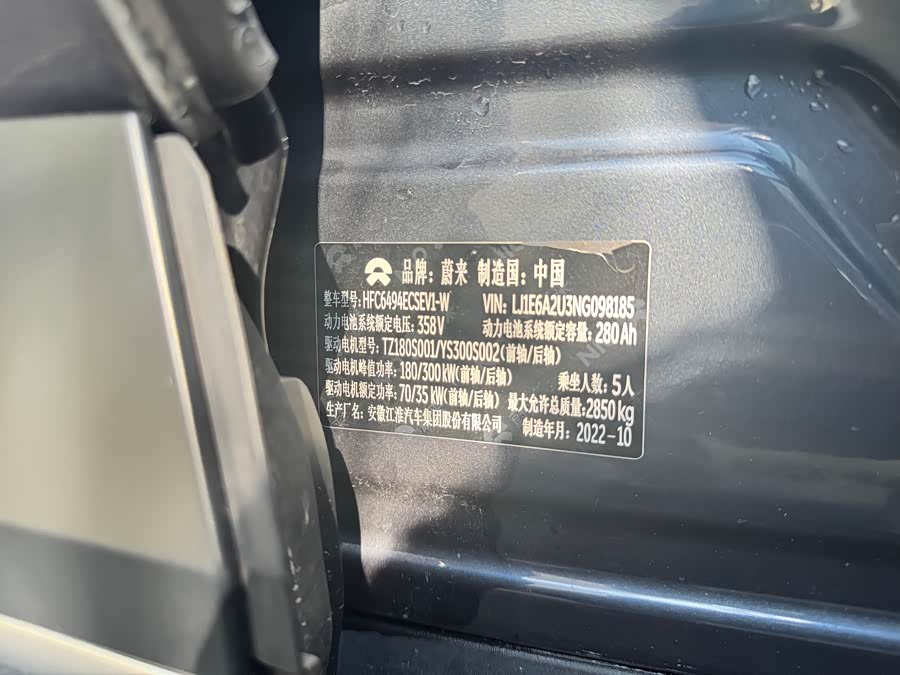 品牌：蔚来 制造国：中国
整车型号：HFC6494ECSEV1-W VIN：LJ1E6A2U3NG098185
动力电池系统额定电压：358V 动力电池系统额定容量：280Ah
驱动电机型号：TZ180S001/YS300S002(前轴/后轴)
驱动电机峰值功率：180/300kW(前轴/后轴) 乘坐人数：5人
驱动电机额定功率：70/35kW(前轴/后轴) 最大允许总质量：2850kg
生产厂名：安徽江淮汽车集团股份有限公司 制造年月：2022-10